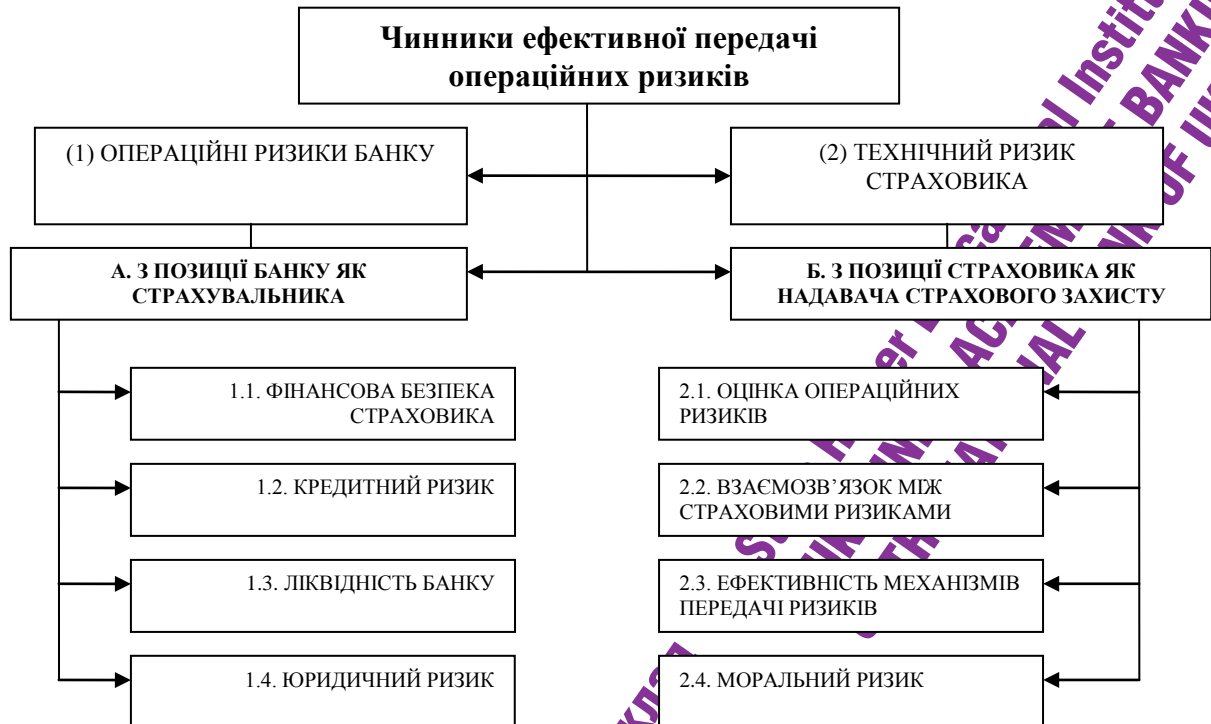 Чинники ефективної передачі
операційних ризиків
(1) ОПЕРАЦІЙНІ РИЗИКИ БАНКУ
(2) ТЕХНІЧНИЙ РИЗИК
СТРАХОВИКА
А. З ПОЗИЦІЇ БАНКУ ЯК
СТРАХУВАЛЬНИКА
Б. З ПОЗИЦІЇ СТРАХОВИКА ЯК
НАДАВАЧА СТРАХОВОГО ЗАХИСТУ
1.1. ФІНАНСОВА БЕЗПЕКА
СТРАХОВИКА
2.1. ОЦІНКА ОПЕРАЦІЙНИХ
РИЗИКІВ
1.2. КРЕДИТНИЙ РИЗИК
2.2. ВЗАЄМОЗВ’ЯЗОК МІЖ
СТРАХОВИМИ РИЗИКАМИ
1.3. ЛІКВІДНІСТЬ БАНКУ
2.3. ЕФЕКТИВНІСТЬ МЕХАНІЗМІВ
ПЕРЕДАЧІ РИЗИКІВ
1.4. ЮРИДИЧНИЙ РИЗИК
2.4. МОРАЛЬНИЙ РИЗИК